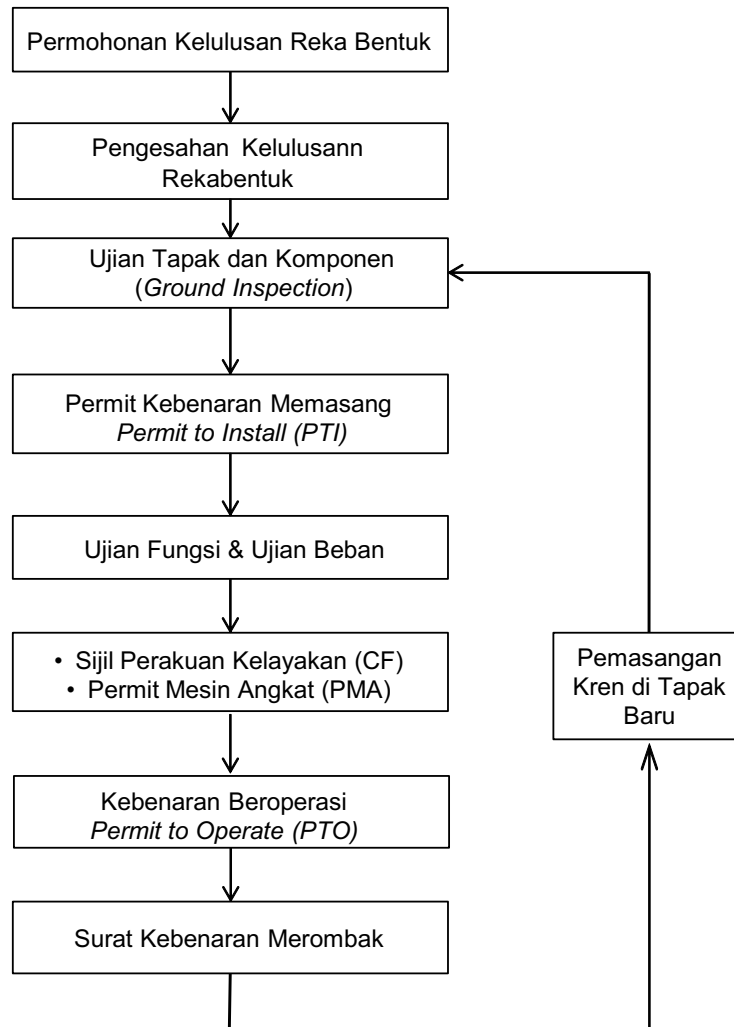 Permohonan Kelulusan Reka Bentuk
Pengesahan Kelulusann
Rekabentuk
Ujian Tapak dan Komponen
(Ground Inspection)
Permit Kebenaran Memasang
Permit to Install (PTI)
Ujian Fungsi & Ujian Beban
• Sijil Perakuan Kelayakan (CF)
• Permit Mesin Angkat (PMA)
Kebenaran Beroperasi
Permit to Operate (PTO)
Surat Kebenaran Merombak
Pemasangan
Kren di Tapak
Baru